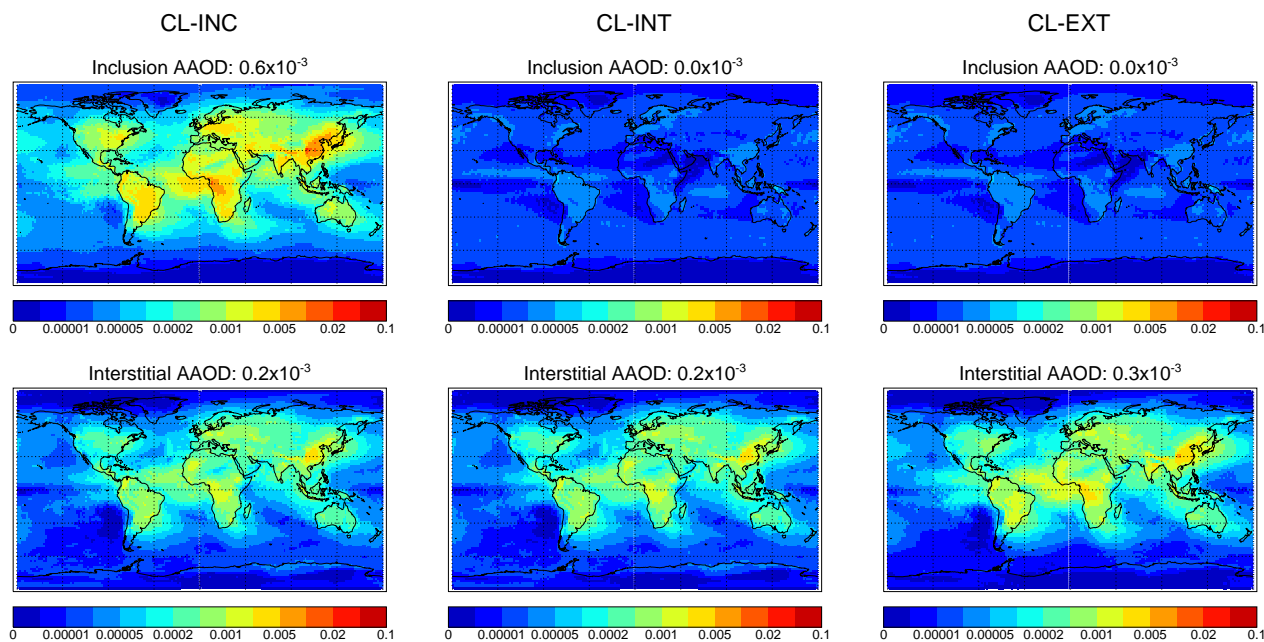 CL-INC CL-INT CL-EXT
Inclusion AAOD: 0.6x10⁻³ Inclusion AAOD: 0.0x10⁻³ Inclusion AAOD: 0.0x10⁻³
0 0.00001 0.00005 0.0002 0.001 0.005 0.02 0.1 0 0.00001 0.00005 0.0002 0.001 0.005 0.02 0.1 0 0.00001 0.00005 0.0002 0.001 0.005 0.02 0.1
Interstitial AAOD: 0.2x10⁻³ Interstitial AAOD: 0.2x10⁻³ Interstitial AAOD: 0.3x10⁻³
0 0.00001 0.00005 0.0002 0.001 0.005 0.02 0.1 0 0.00001 0.00005 0.0002 0.001 0.005 0.02 0.1 0 0.00001 0.00005 0.0002 0.001 0.005 0.02 0.1